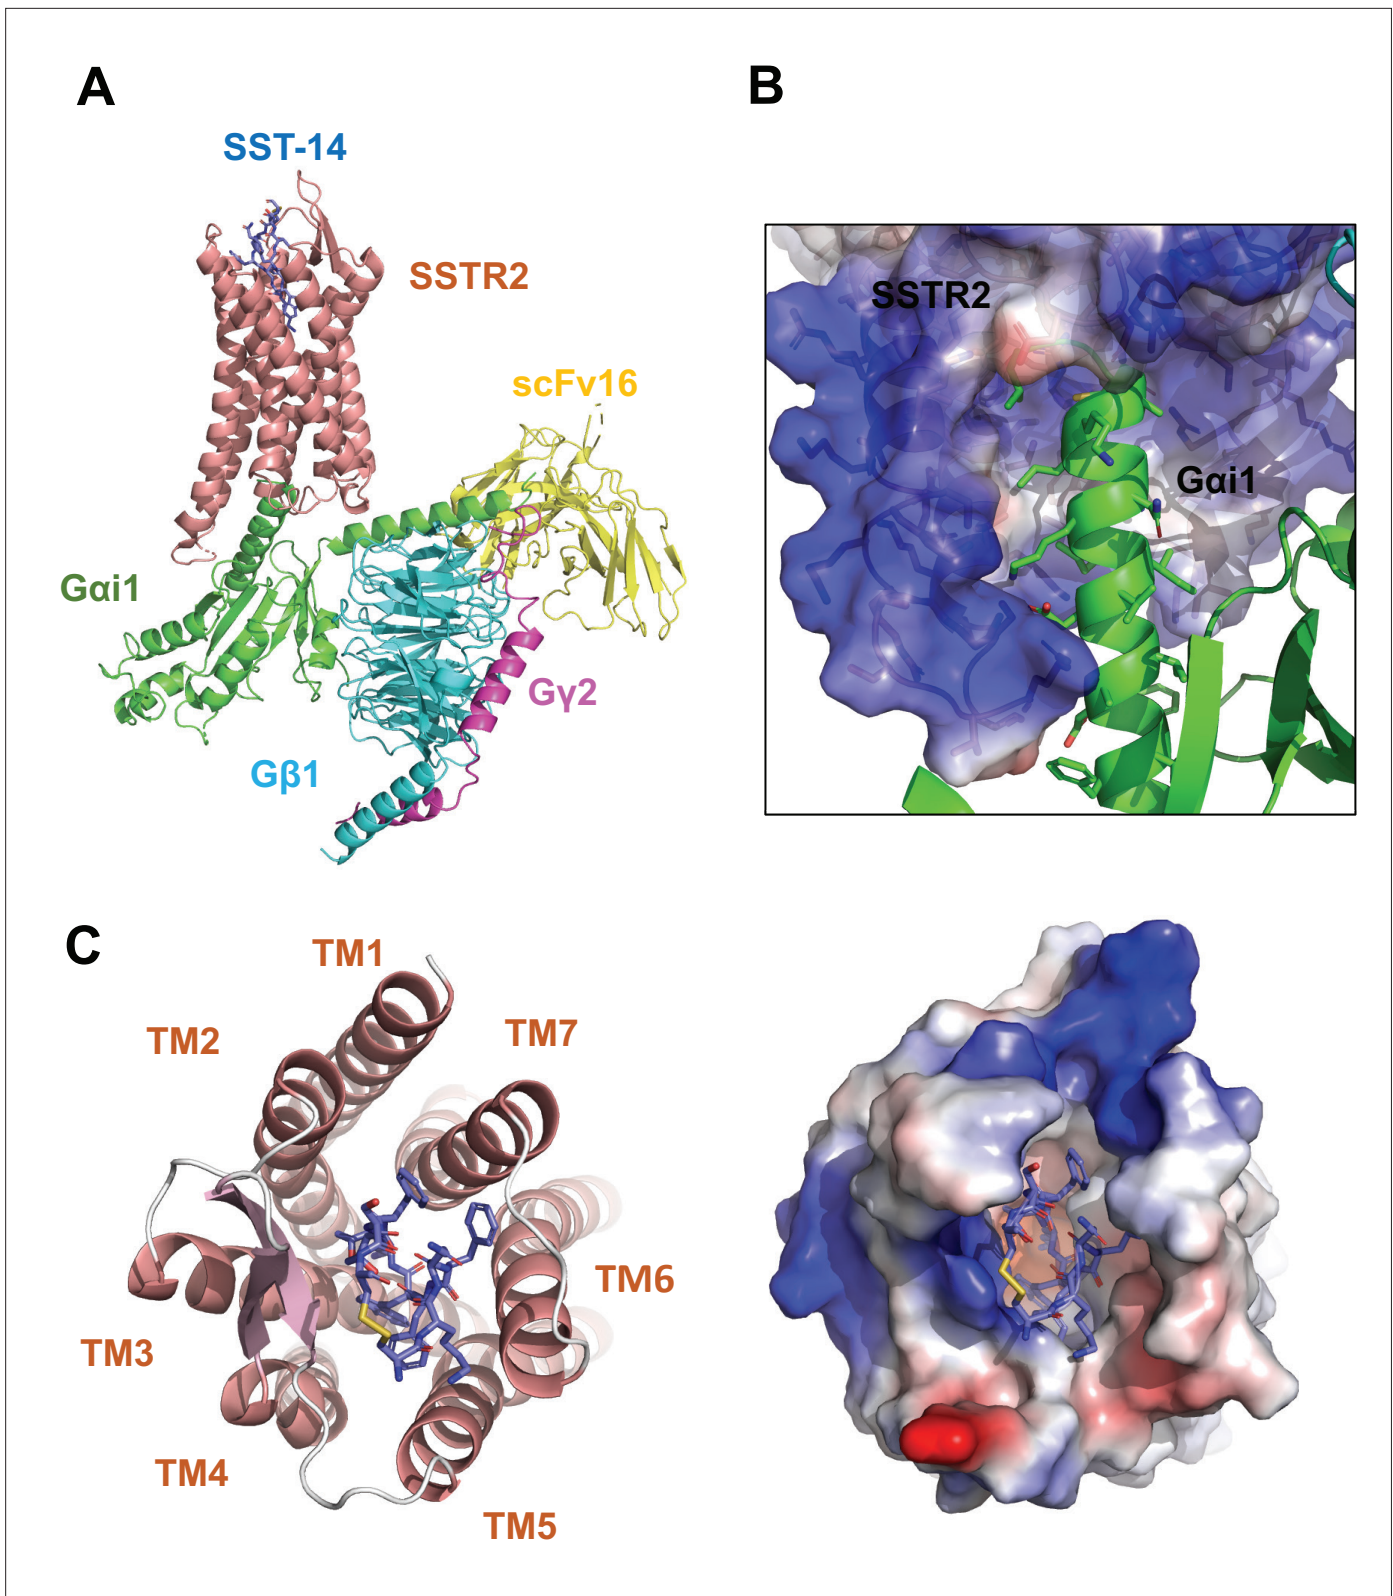 A
B
SST-14
SSTR2
scFv16
Gαi1
Gγ2
Gβ1
SSTR2
Gαi1
C
TM1
TM2
TM7
TM6
TM3
TM4
TM5